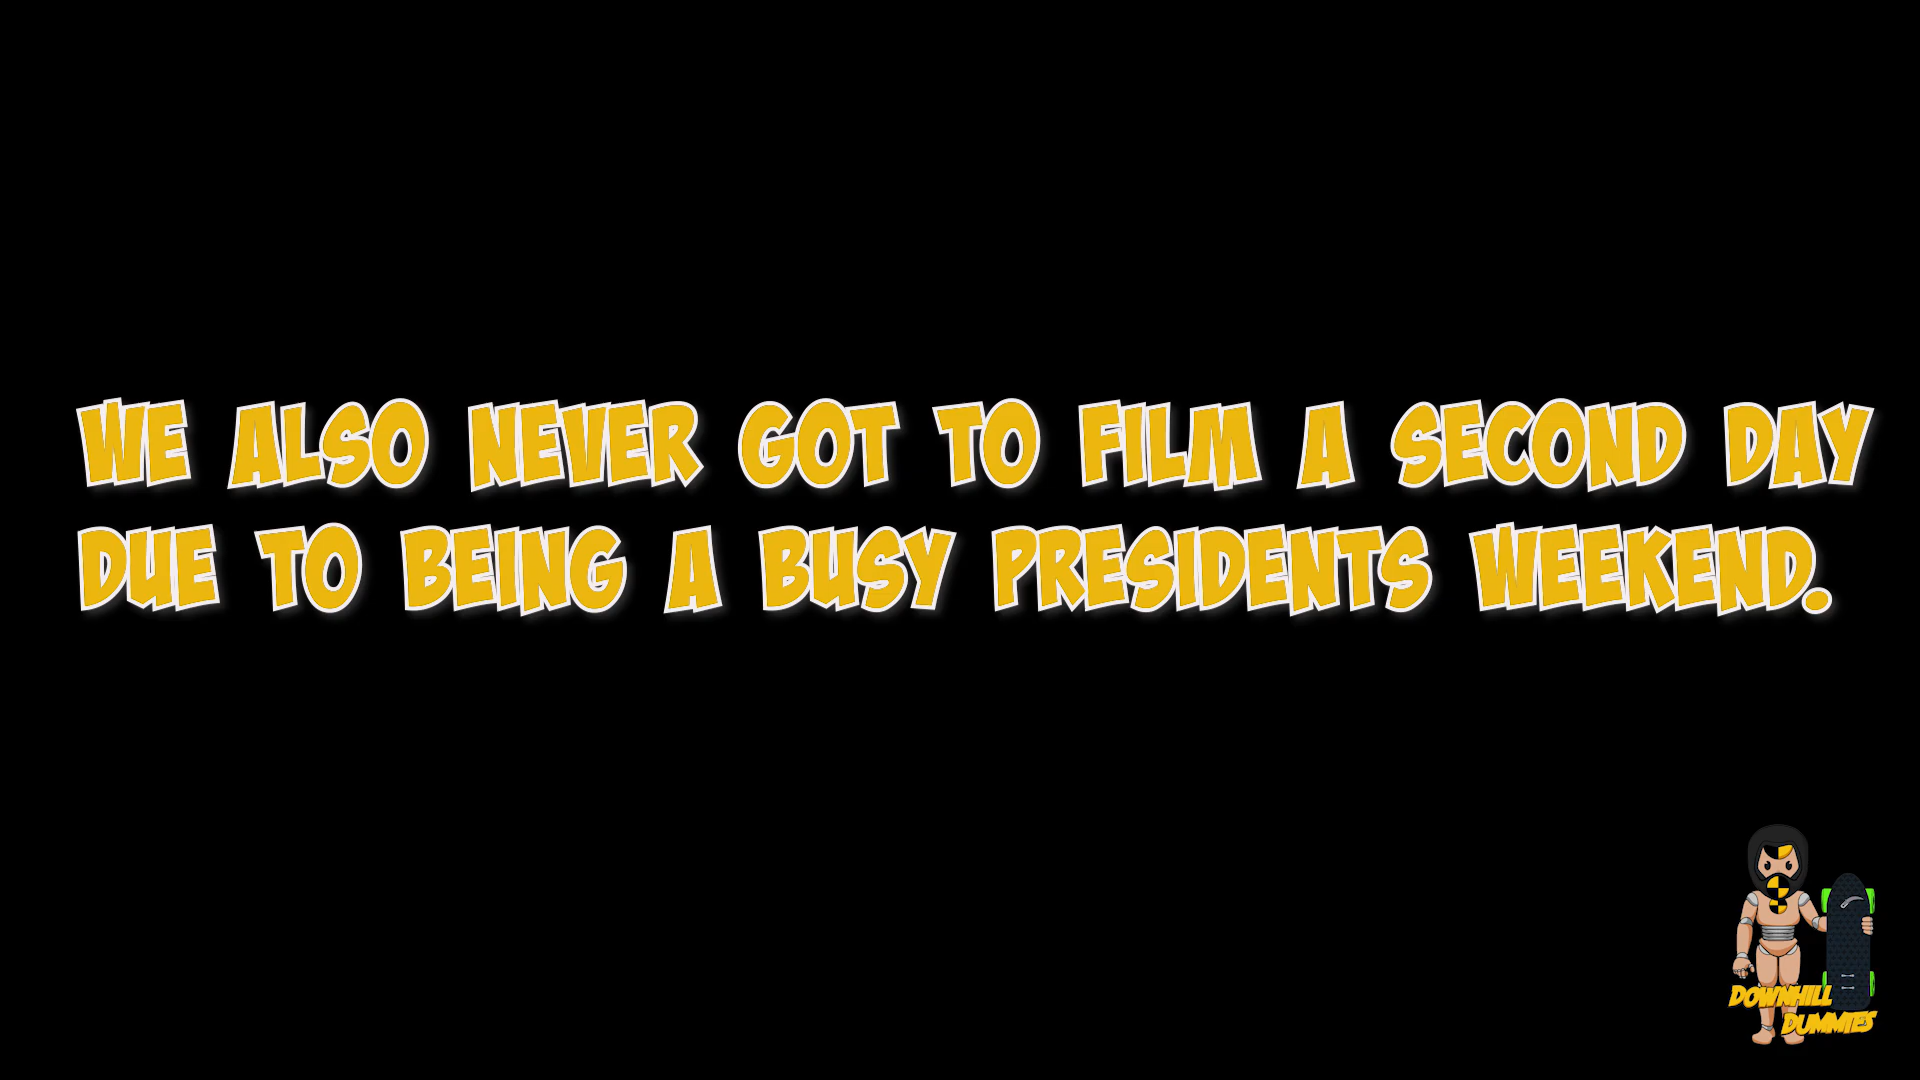 WE ALSO NEVER GOT TO FILM A SECOND DAY
DUE TO BEING A BUSY PRESIDENTS WEEKEND.
DOWNHILL
DUMMIES